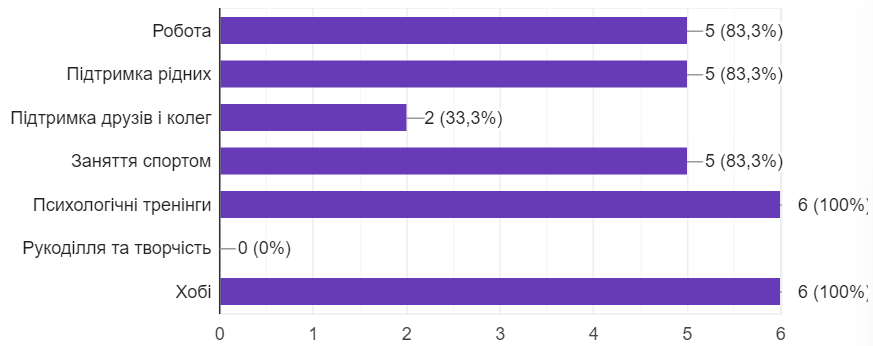 Робота 5 (83,3%)
Підтримка рідних 5 (83,3%)
Підтримка друзів і колег 2 (33,3%)
Заняття спортом 5 (83,3%)
Психологічні тренінги 6 (100%)
Рукоділля та творчість 0 (0%)
Хобі 6 (100%)
0 1 2 3 4 5 6